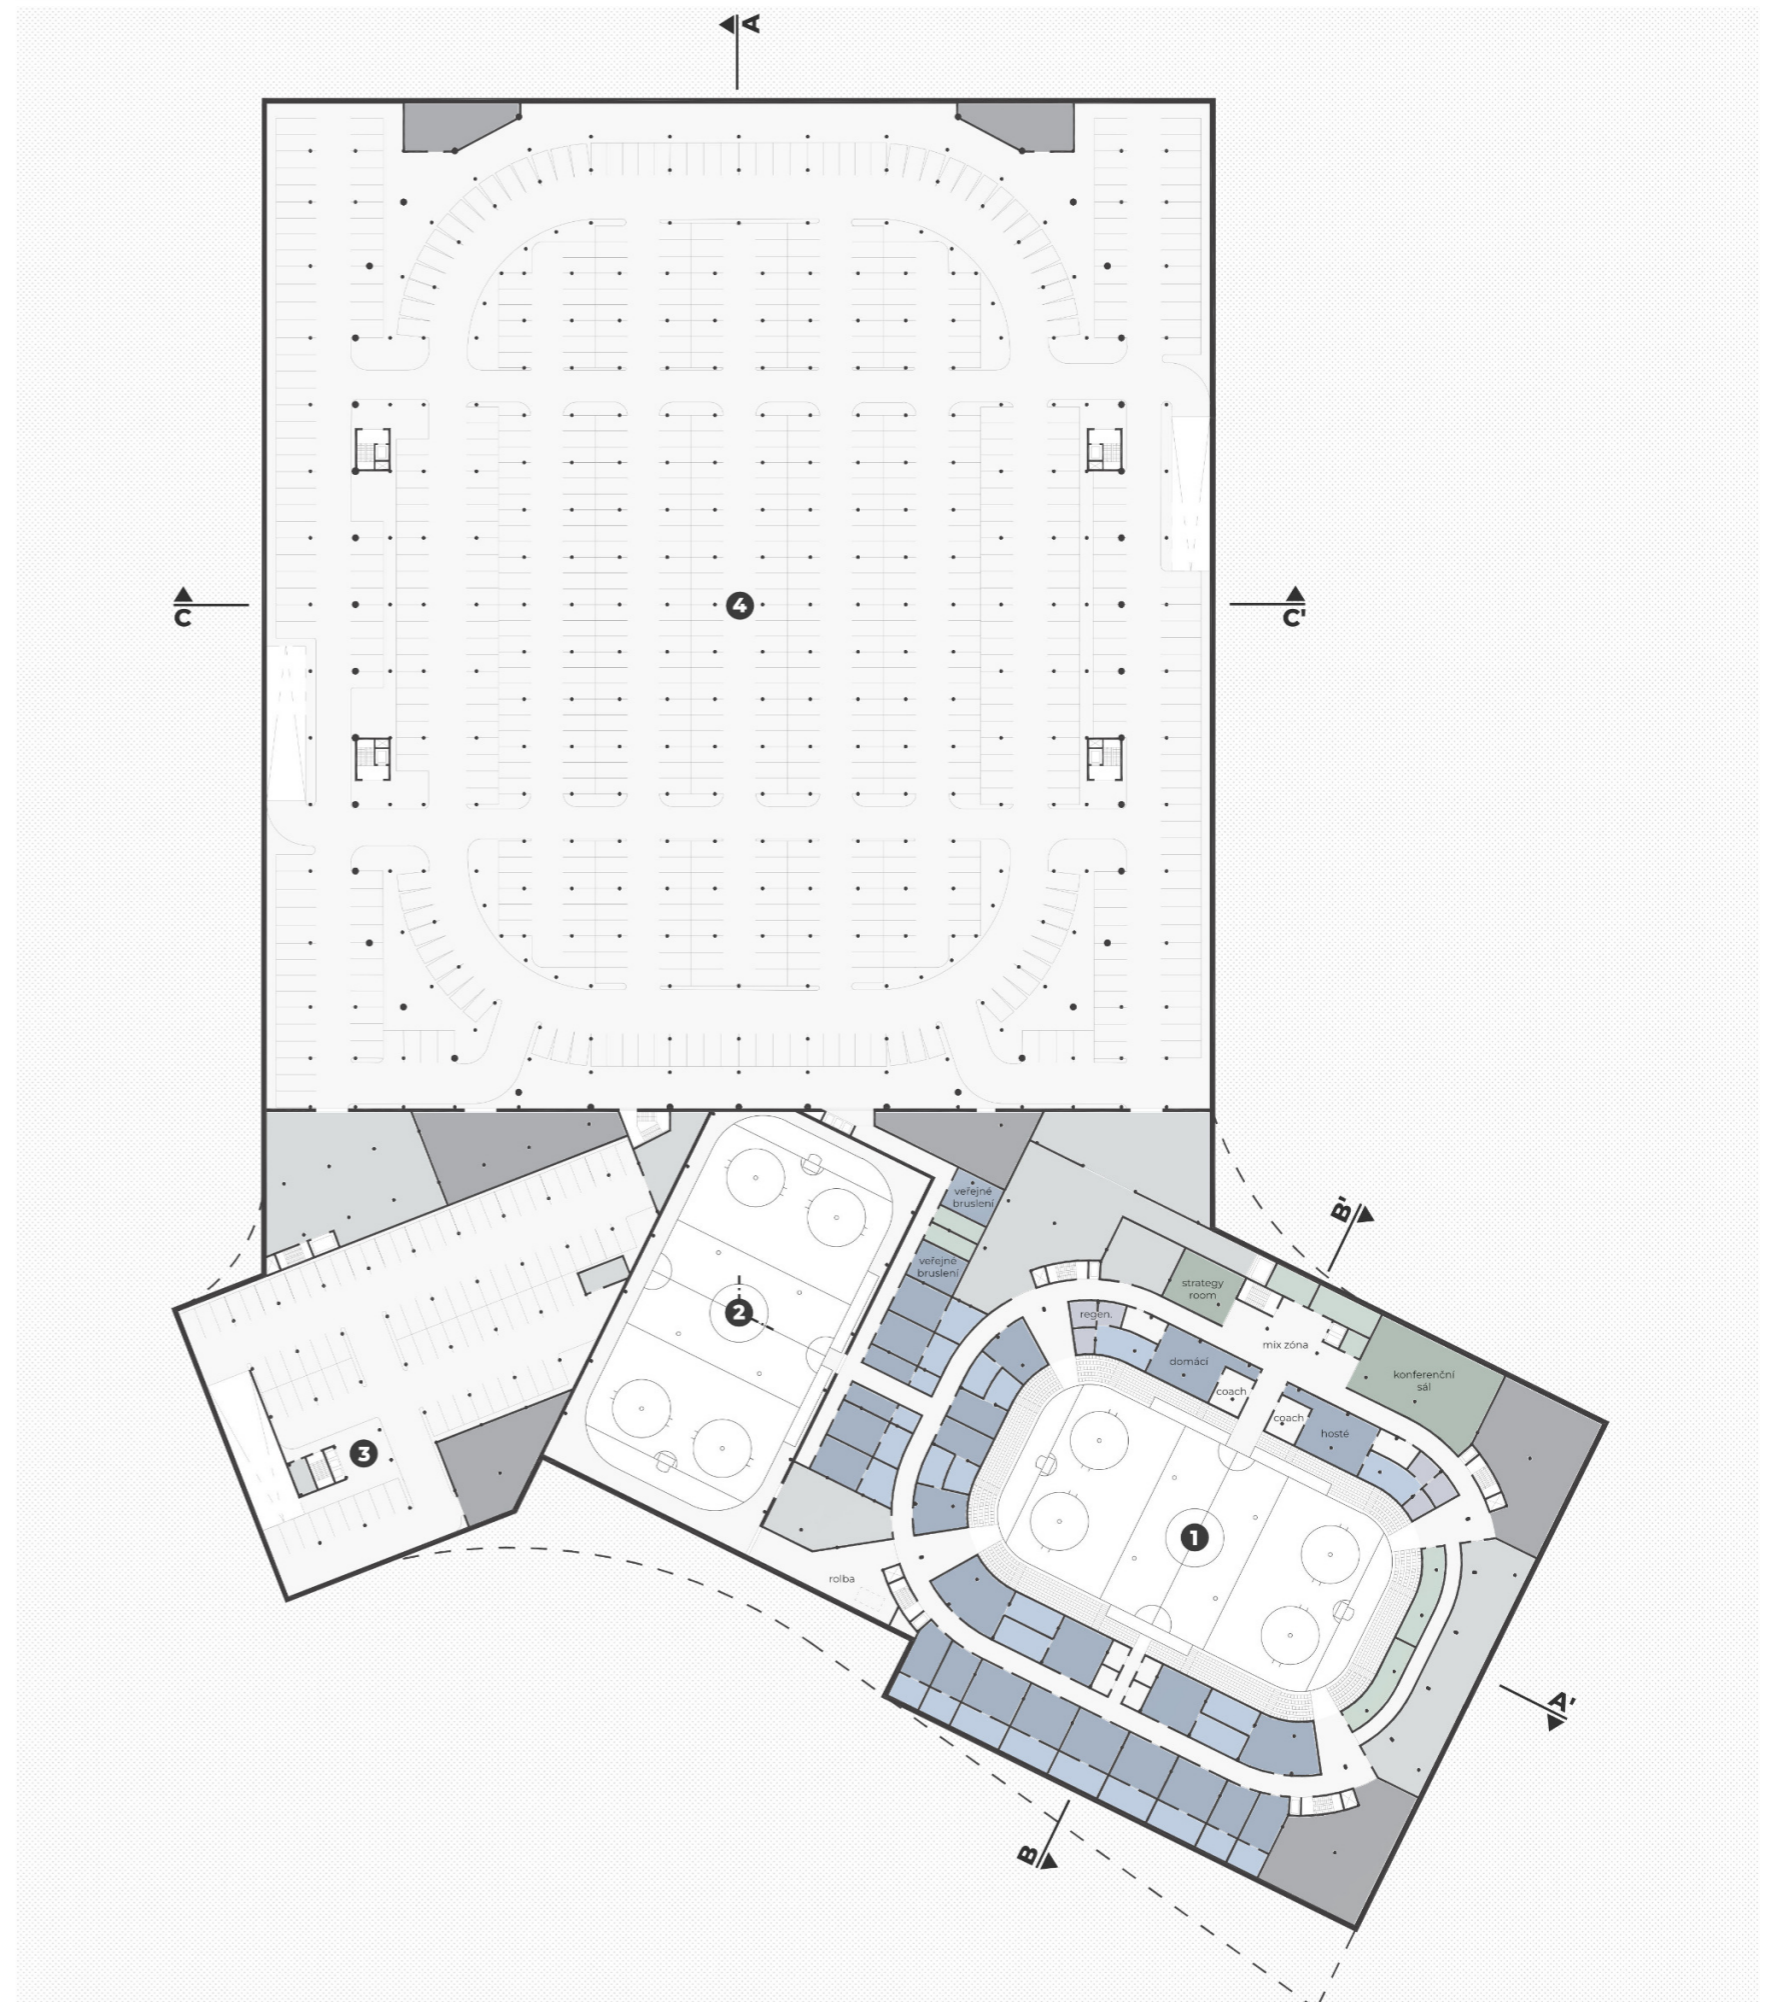 A
C
C'
4
B'
veřejné
bruslení
veřejné
bruslení
strategy
room
regen.
2
mix zóna
domácí
konferenční
sál
coach
coach
hosté
3
1
rolba
A'
B